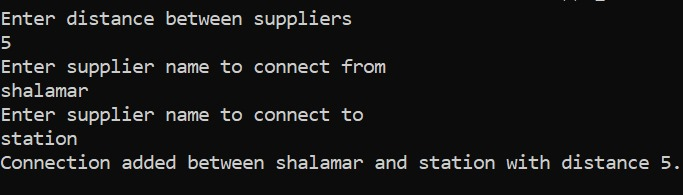 Enter distance between suppliers
5
Enter supplier name to connect from
shalamar
Enter supplier name to connect to
station
Connection added between shalamar and station with distance 5.